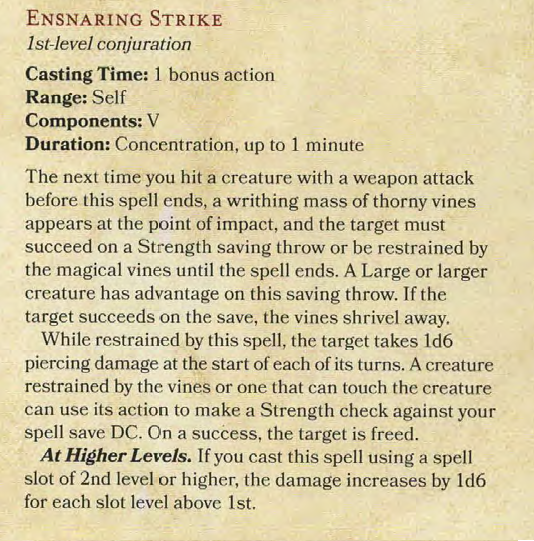 ENSNARING STRIKE
1st-level conjuration
Casting Time: 1 bonus action
Range: Self
Components: V
Duration: Concentration, up to 1 minute
The next time you hit a creature with a weapon attack
before this spell ends, a writhing mass of thorny vines
appears at the point of impact, and the target must
succeed on a Strength saving throw or be restrained by
the magical vines until the spell ends. A Large or larger
creature has advantage on this saving throw. If the
target succeeds on the save, the vines shrivel away.
While restrained by this spell, the target takes 1d6
piercing damage at the start of each of its turns. A creature
restrained by the vines or one that can touch the creature
can use its action to make a Strength check against your
spell save DC. On a success, the target is freed.
At Higher Levels. If you cast this spell using a spell
slot of 2nd level or higher, the damage increases by 1d6
for each slot level above 1st.